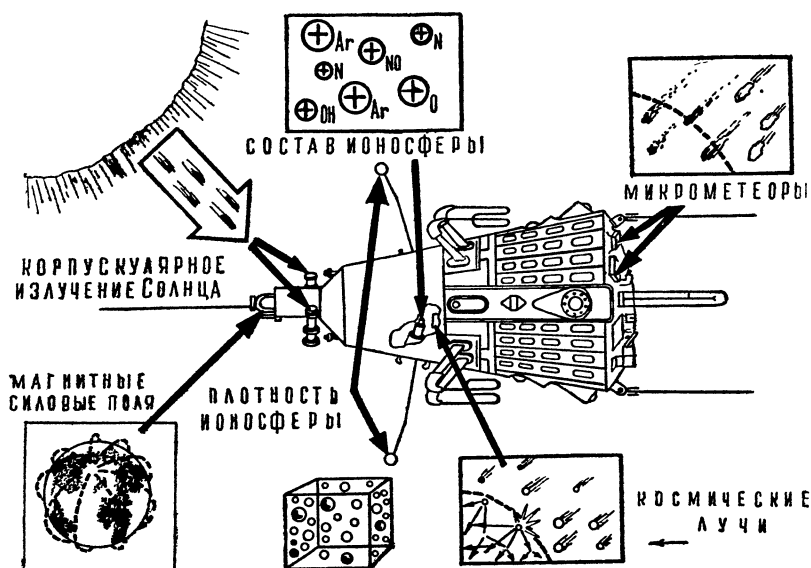 Ar
N
NO
N
OH
Ar
O
СОСТАВ ИОНОСФЕРЫ
МИКРОМЕТЕОРЫ
КОРПУСКУЛЯРНОЕ
ИЗЛУЧЕНИЕ СОЛНЦА
МАГНИТНЫЕ
СИЛОВЫЕ ПОЛЯ
ПЛОТНОСТЬ
ИОНОСФЕРЫ
КОСМИЧЕСКИЕ
ЛУЧИ